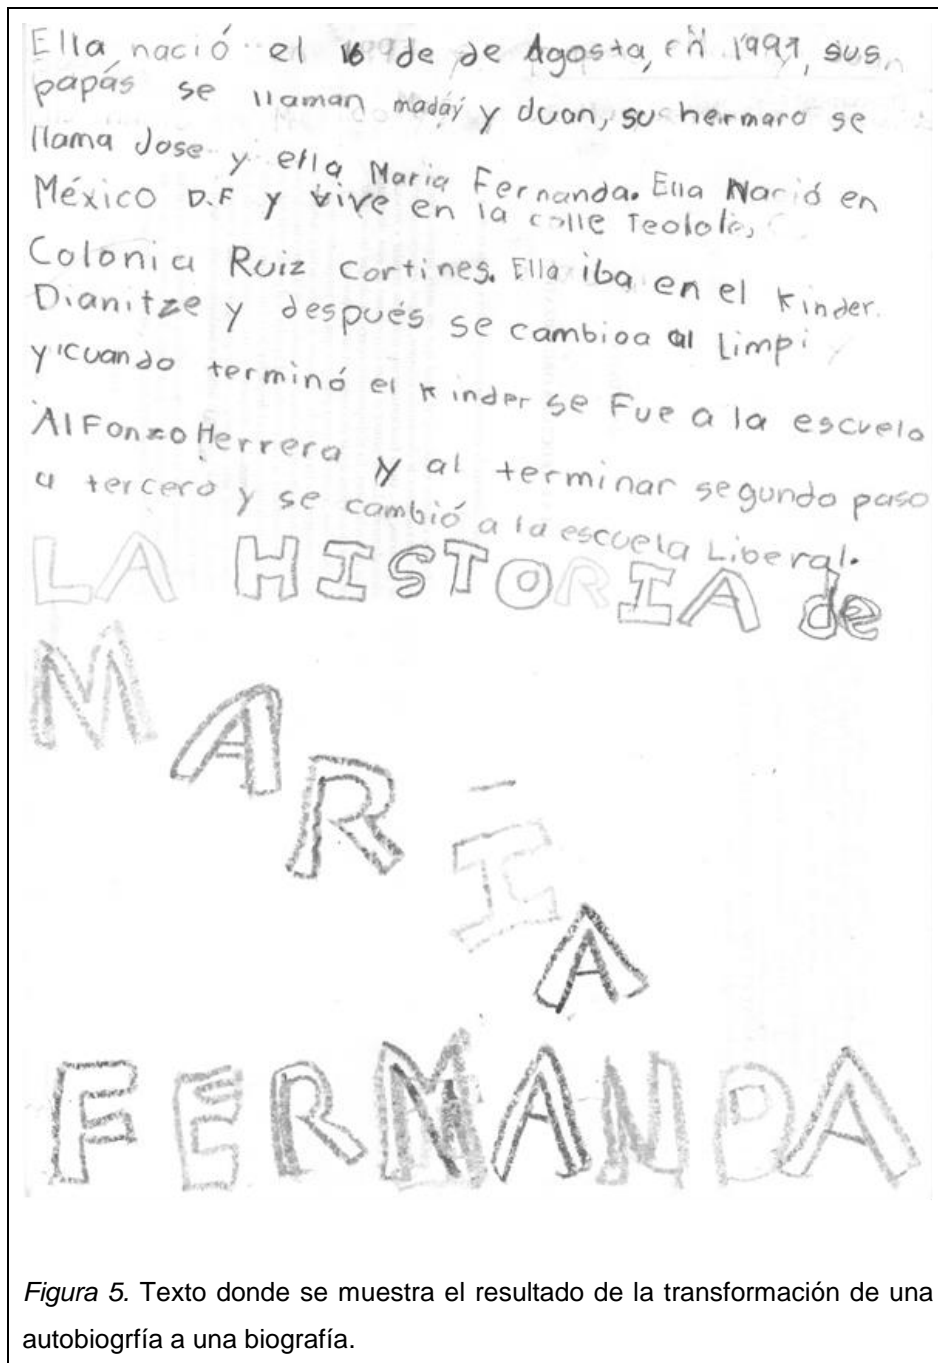 Ella nació el 16 de de Agosta, en 1997, sus
papás se llaman maday y Juan, su hermaro se
llama Jose y ella Maria Fernanda. Ella Nació en
México D.F y vive en la calle
Colonia Ruiz cortines. Ella iba en el kinder.
Dianitze y después se cambioa al Limpi
y cuando terminó el kinder se Fue a la escuela
AlFonzo Herrera y al terminar segundo paso
a tercero y se cambió a la escuela Liberal.
LA HISTORIA de
MARIA
FERNANDA
Figura 5. Texto donde se muestra el resultado de la transformación de una
autobiogrfía a una biografía.